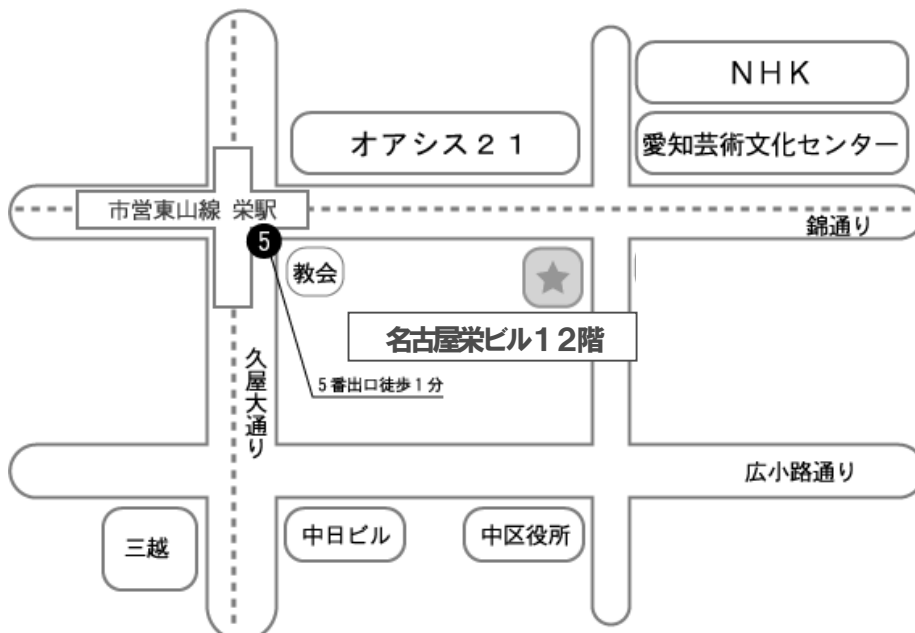 NHK
オアシス２１
愛知芸術文化センター
市営東山線 栄駅
錦通り
5
教会
名古屋栄ビル１２階
久屋大通り
５番出口徒歩１分
広小路通り
三越
中日ビル
中区役所